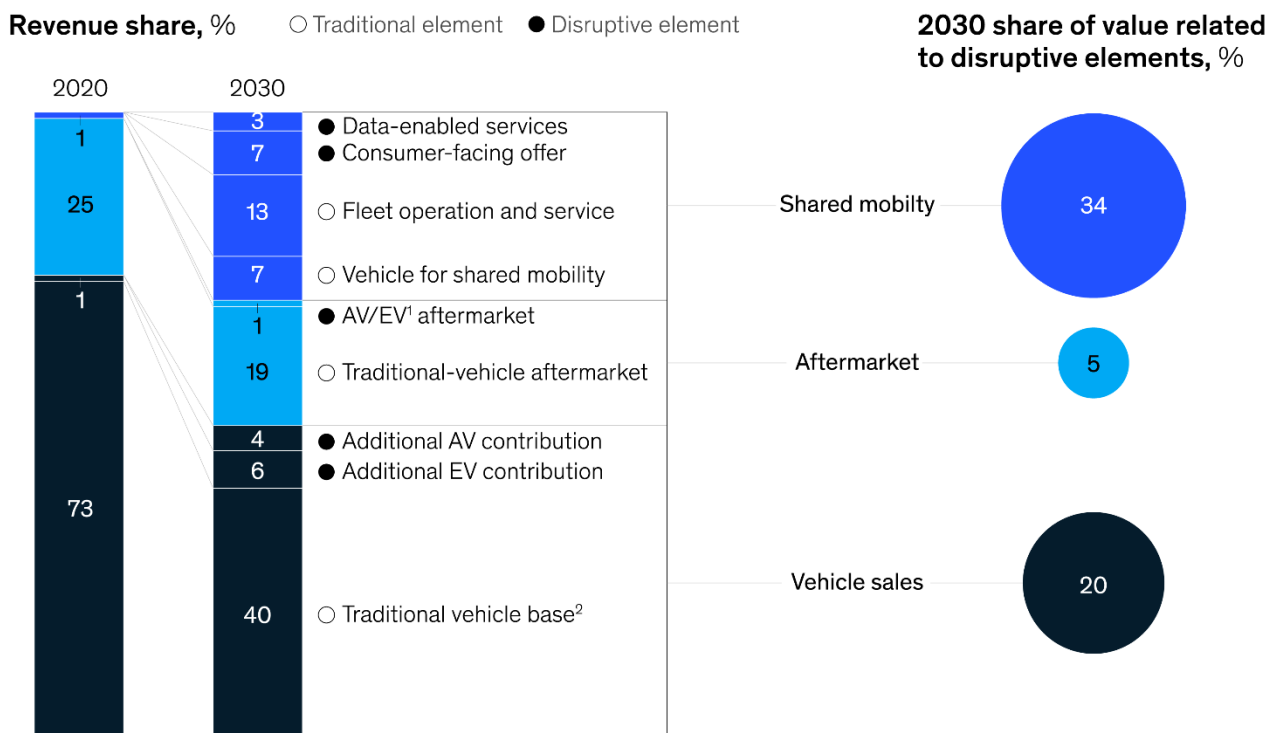 Revenue share, %
○ Traditional element ● Disruptive element
2030 share of value related
to disruptive elements, %
2020
2030
1
25
1
73
3
● Data-enabled services
7
● Consumer-facing offer
13
○ Fleet operation and service
7
○ Vehicle for shared mobility
1
● AV/EV¹ aftermarket
19
○ Traditional-vehicle aftermarket
4
● Additional AV contribution
6
● Additional EV contribution
40
○ Traditional vehicle base²
Shared mobilty
34
Aftermarket
5
Vehicle sales
20